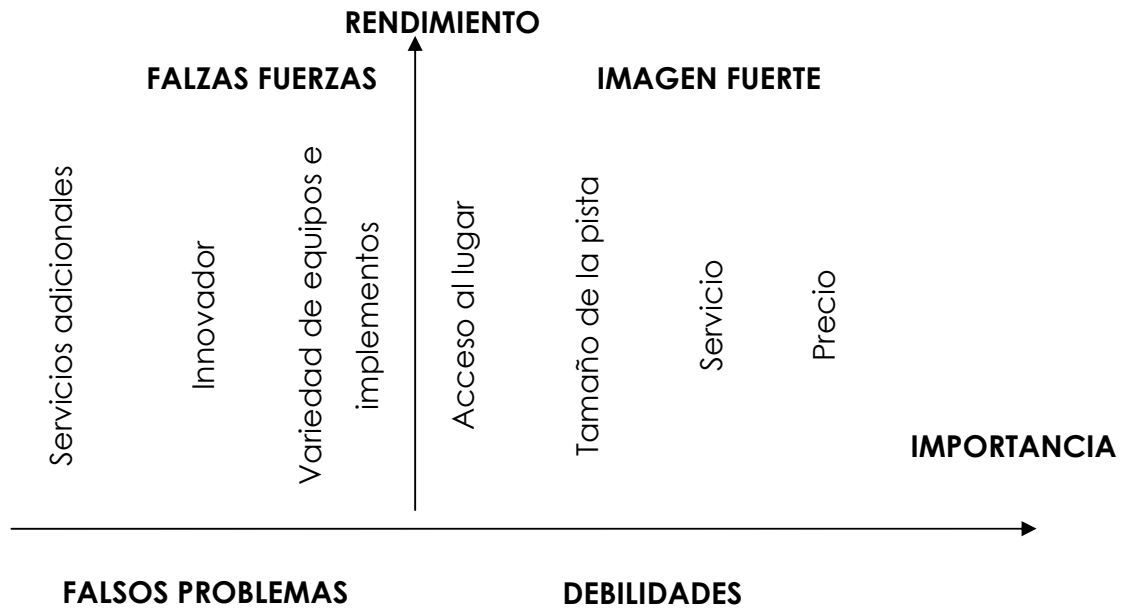 RENDIMIENTO
FALZAS FUERZAS
IMAGEN FUERTE
Servicios adicionales
Innovador
Variedad de equipos e
implementos
Acceso al lugar
Tamaño de la pista
Servicio
Precio
IMPORTANCIA
FALSOS PROBLEMAS
DEBILIDADES